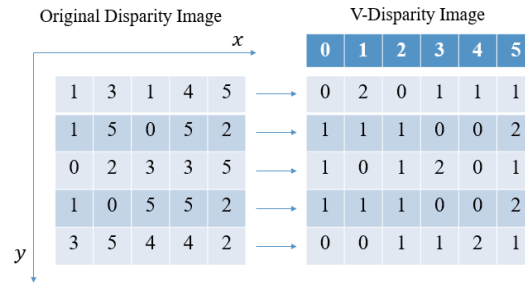 Original Disparity Image V-Disparity Image
x
0 1 2 3 4 5
1 3 1 4 5 0 2 0 1 1 1
1 5 0 5 2 1 1 1 0 0 2
0 2 3 3 5 1 0 1 2 0 1
1 0 5 5 2 1 1 1 0 0 2
3 5 4 4 2 0 0 1 1 2 1
y